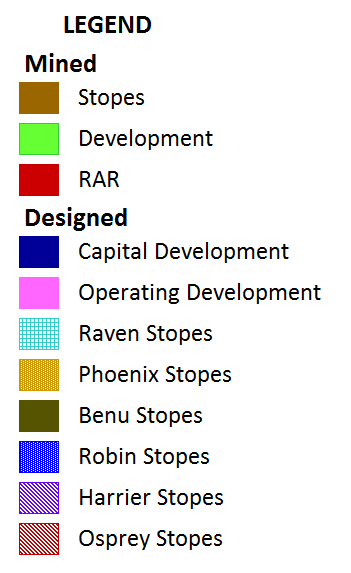 LEGEND
Mined
Stopes
Development
RAR
Designed
Capital Development
Operating Development
Raven Stopes
Phoenix Stopes
Benu Stopes
Robin Stopes
Harrier Stopes
Osprey Stopes